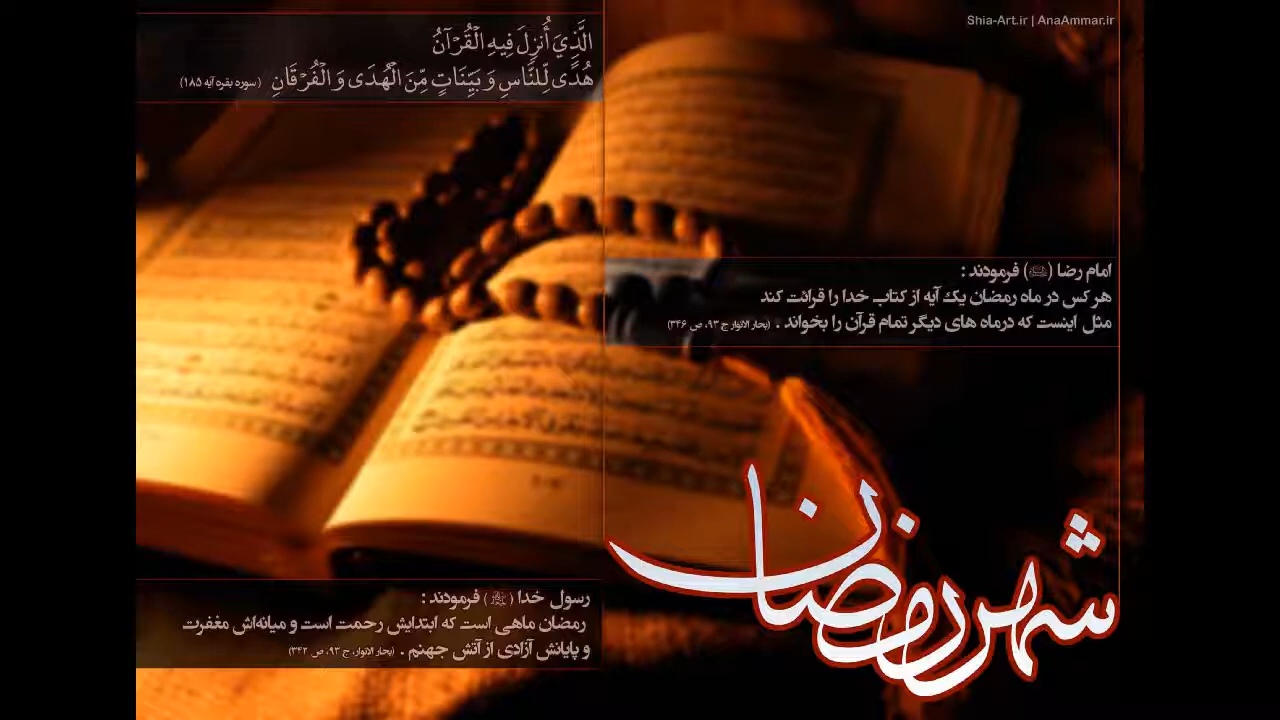 Shia-Art.ir | AnaAmmar.ir
الَّذِيَ أُنزِلَ فِيهِ الْقُرْآنُ
هُدًى لِّلنَّاسِ وَ بَيِّنَاتٍ مِّنَ الْهُدَى وَ الْفُرْقَانِ (سوره بقره آیه ۱۸۵)
امام رضا () فرمودند :
هر کس در ماه رمضان یک آیه از کتاب خدا را قرائت کند
مثل اینست که درماه های دیگر تمام قرآن را بخواند . (بحار الانوار ج ۹۳، ص ۳۴۶)
شهر رمضان
رسول خدا () فرمودند :
رمضان ماهی است که ابتدایش رحمت است و میانه‌اش مغفرت
و پایانش آزادی از آتش جهنم . (بحار الانوار، ج ۹۳، ص ۳۴۲)